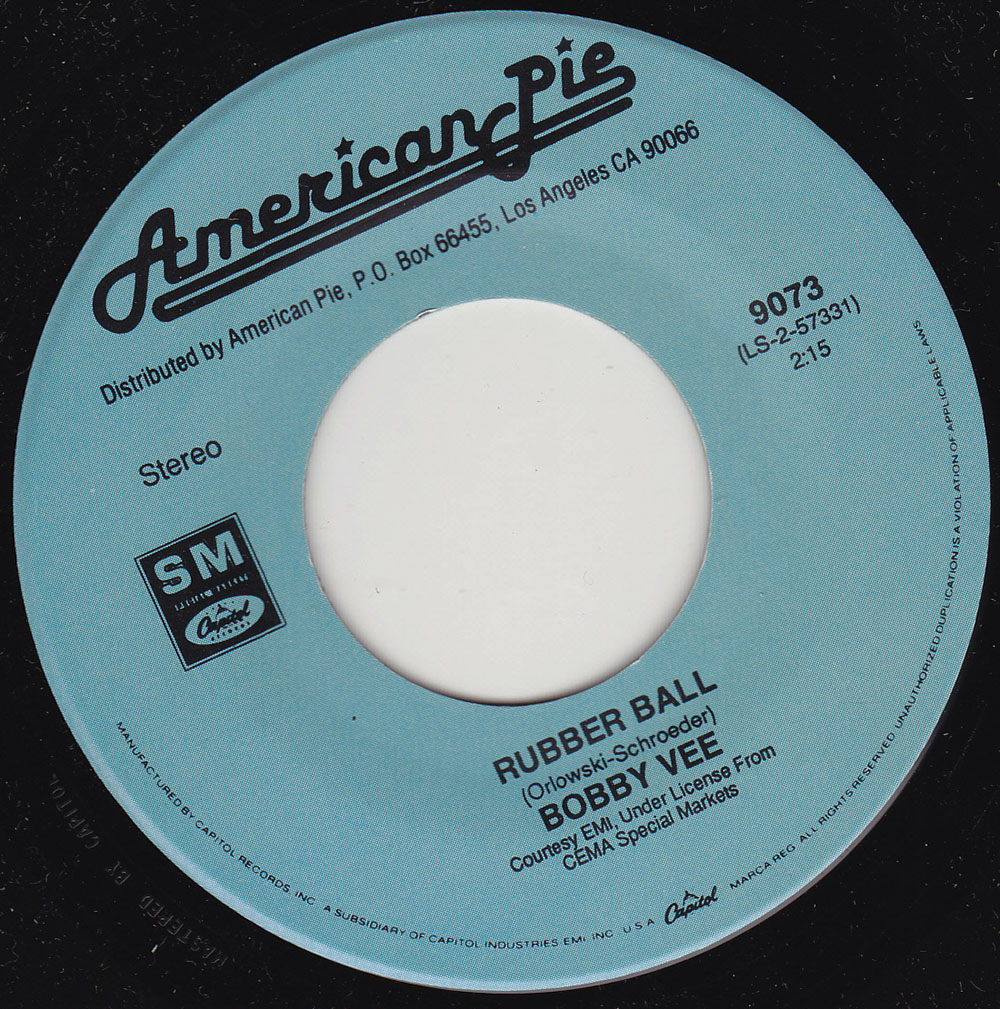 American Pie
Distributed by American Pie, P.O. Box 66455, Los Angeles CA 90066
9073
(LS-2-57331)
2:15
Stereo
SM
Capitol
RECORDS
RUBBER BALL
(Orlowski-Schroeder)
BOBBY VEE
Courtesy EMI, Under License From
CEMA Special Markets
MANUFACTURED BY CAPITOL RECORDS, INC. A SUBSIDIARY OF CAPITOL INDUSTRIES EMI, INC. U.S.A. Capitol MARCA REG. ALL RIGHTS RESERVED UNAUTHORIZED DUPLICATION IS A VIOLATION OF APPLICABLE LAWS
MASTERED BY CAPITOL